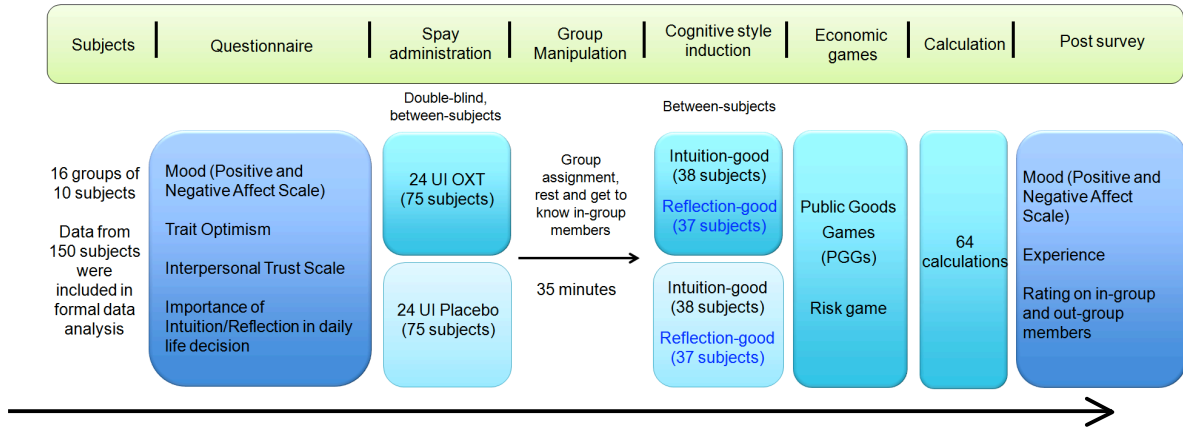 Subjects
Questionnaire
Spay
administration
Group
Manipulation
Cognitive style
induction
Economic
games
Calculation
Post survey
Double-blind,
between-subjects
Between-subjects
16 groups of
10 subjects
Data from
150 subjects
were
included in
formal data
analysis
Mood (Positive and
Negative Affect Scale)
Trait Optimism
Interpersonal Trust Scale
Importance of
Intuition/Reflection in daily
life decision
24 UI OXT
(75 subjects)
24 UI Placebo
(75 subjects)
Group
assignment,
rest and get to
know in-group
members
35 minutes
Intuition-good
(38 subjects)
Reflection-good
(37 subjects)
Intuition-good
(38 subjects)
Reflection-good
(37 subjects)
Public Goods
Games
(PGGs)
Risk game
64
calculations
Mood (Positive and
Negative Affect
Scale)
Experience
Rating on in-group
and out-group
members